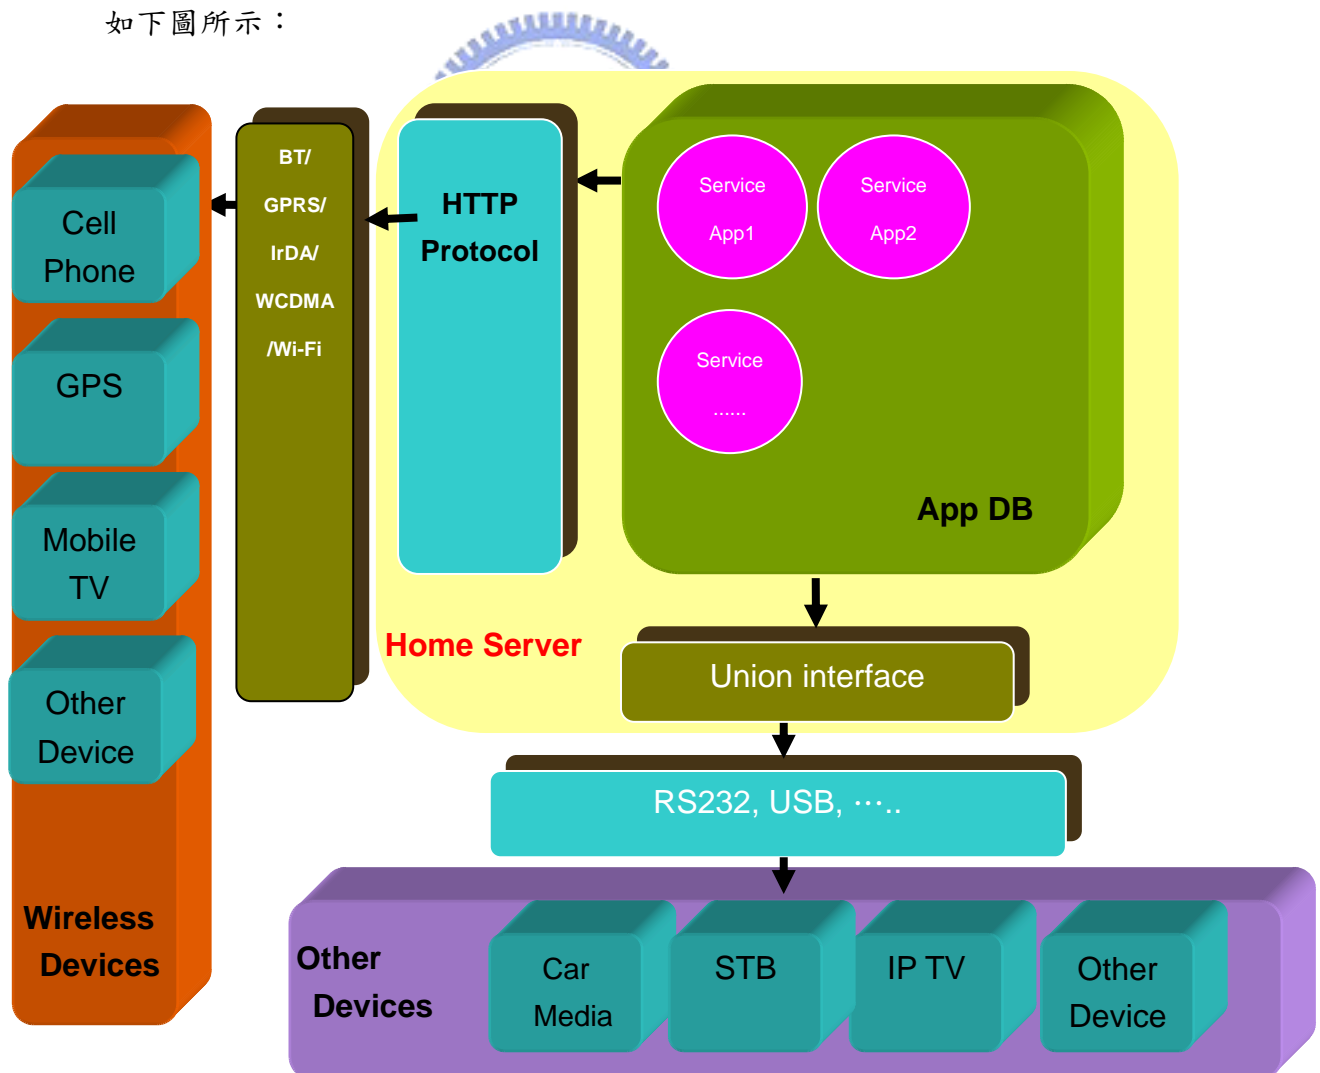 如下圖所示：
Cell
Phone
GPS
Mobile
TV
Other
Device
Wireless
Devices
BT/
GPRS/
IrDA/
WCDMA
/Wi-Fi
HTTP
Protocol
Service
App1
Service
App2
Service
......
App DB
Home Server
Union interface
RS232, USB, …..
Other
Devices
Car
Media
STB
IP TV
Other
Device